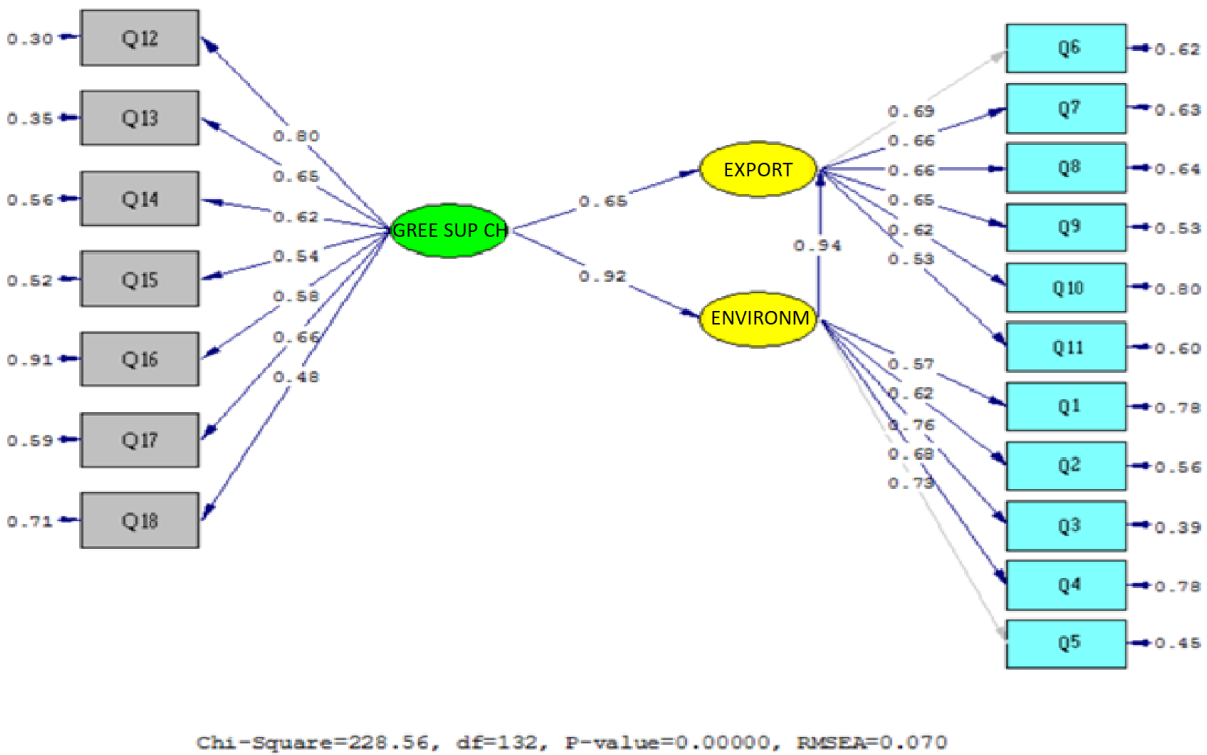 0.30 Q12
0.35 Q13
0.56 Q14
0.52 Q15
0.91 Q16
0.59 Q17
0.71 Q18
0.80
0.65
0.62
0.54
0.58
0.66
0.48
GREE SUP CH
0.65
0.92
EXPORT
0.94
ENVIRONM
0.69
0.66
0.66
0.65
0.62
0.53
0.57
0.62
0.76
0.68
0.73
Q6 0.62
Q7 0.63
Q8 0.64
Q9 0.53
Q10 0.80
Q11 0.60
Q1 0.78
Q2 0.56
Q3 0.39
Q4 0.78
Q5 0.45
Chi-Square=228.56, df=132, P-value=0.00000, RMSEA=0.070